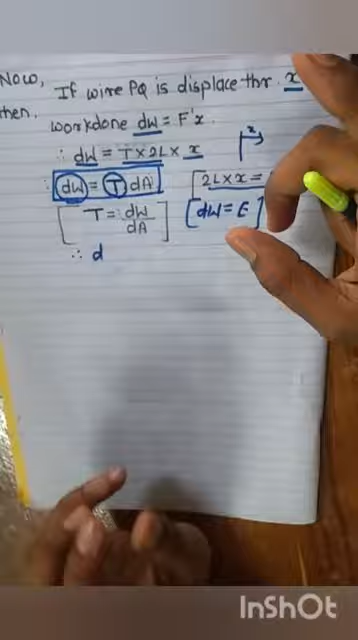 Now, If wire PQ is displace thr. x
then. workdone dw = F'x.
∴ dw = T × 2L × x
∴ dw = T dA [2L × x =
[T = dw/dA] [dw = E]
∴ d
InShOt